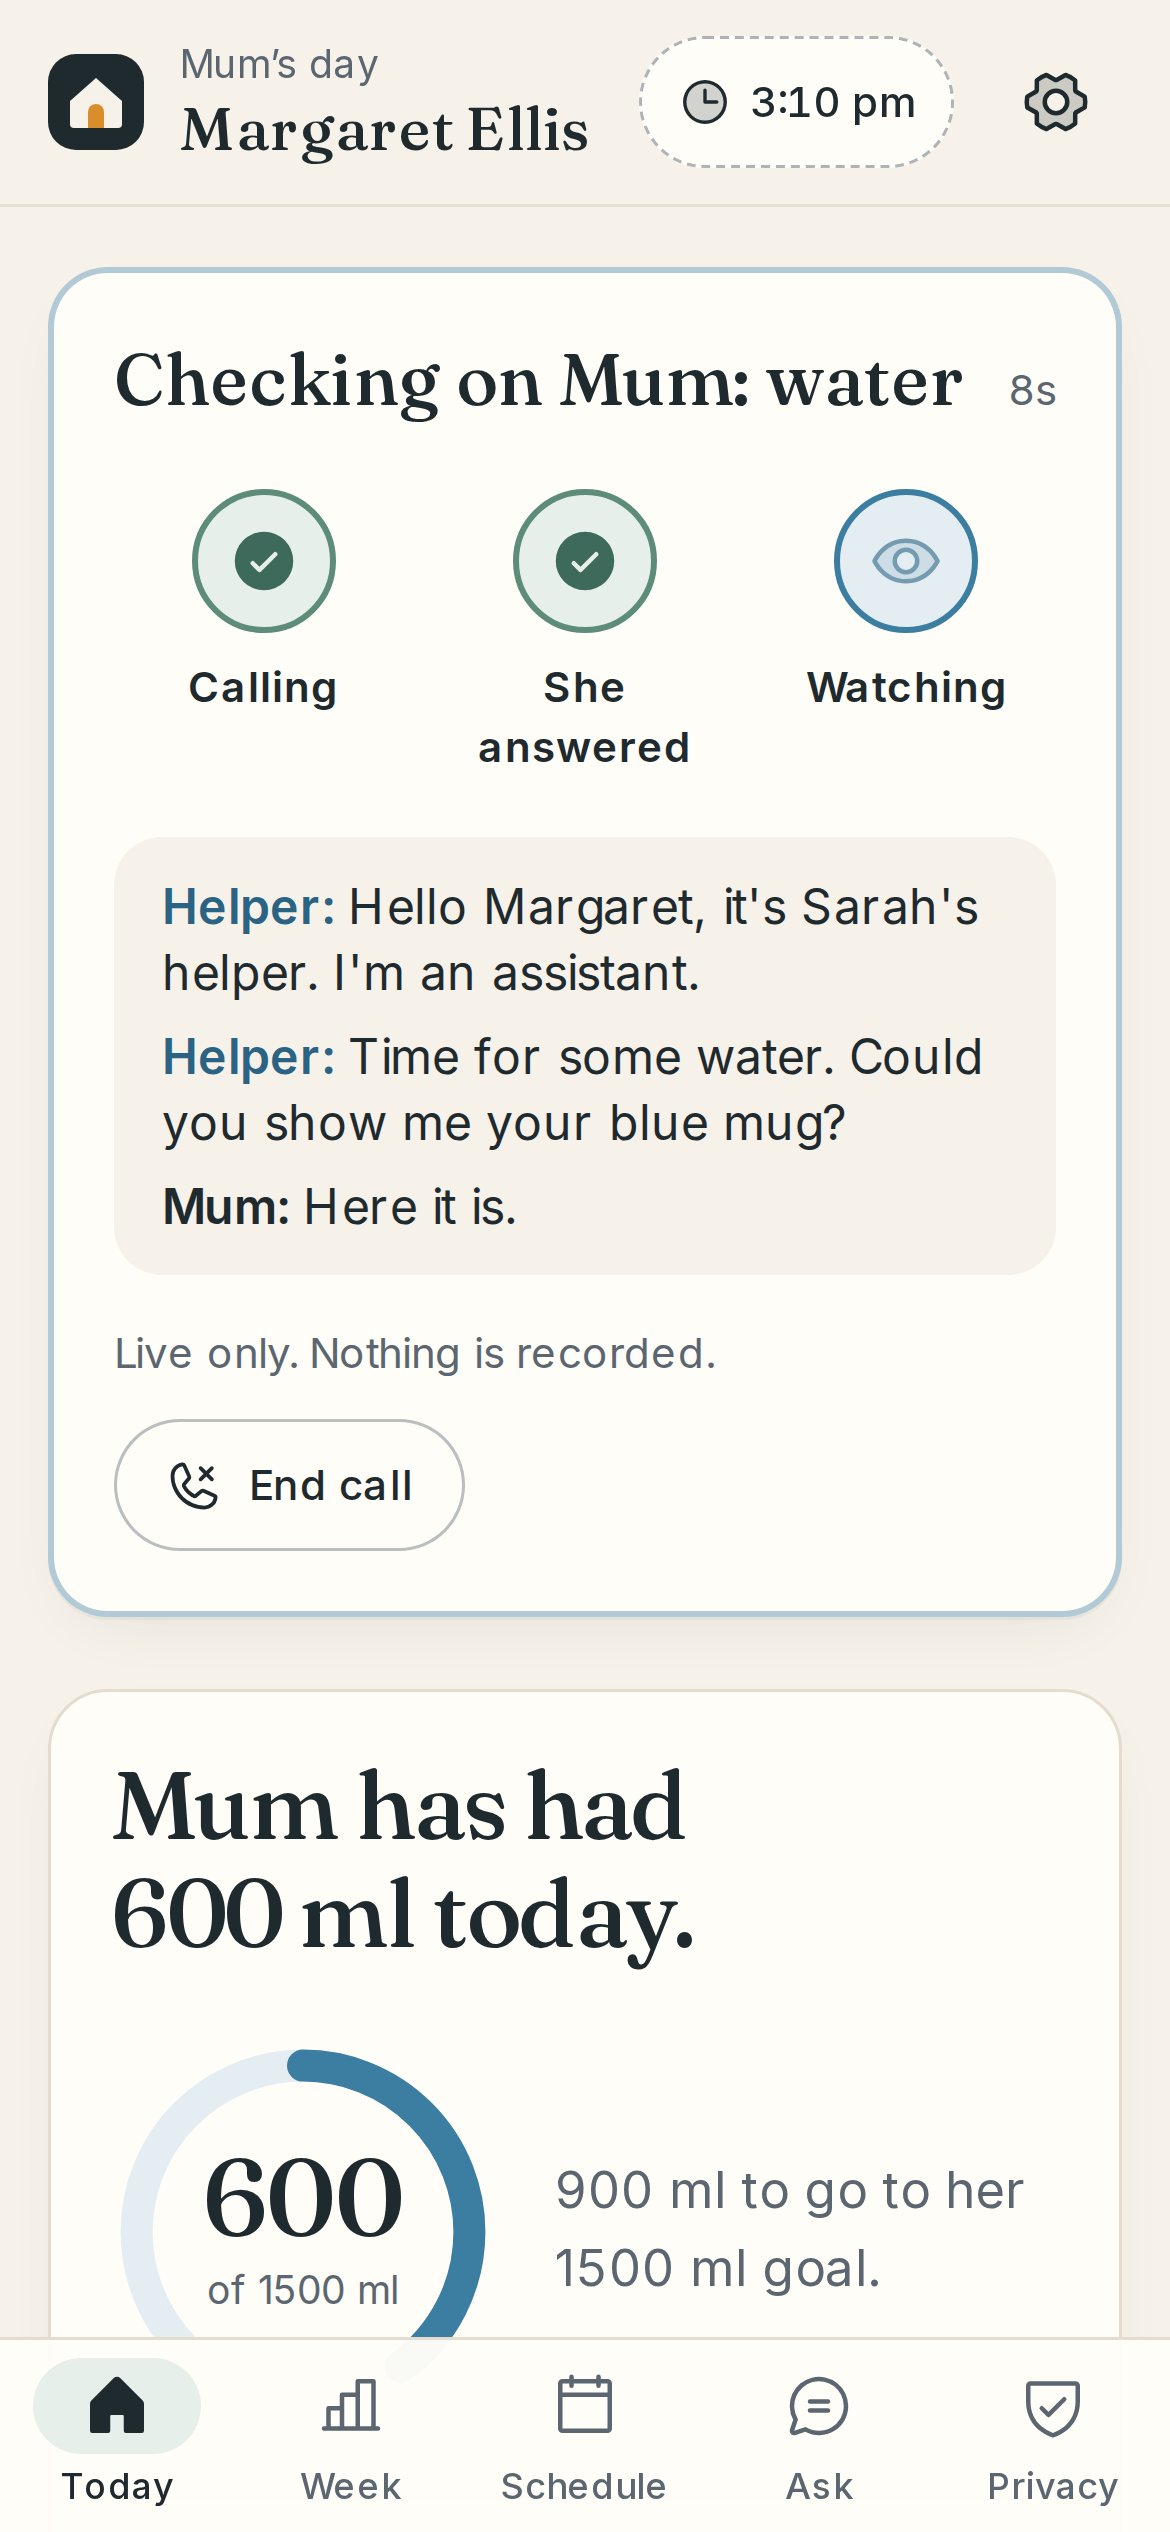 Mum's day
Margaret Ellis
3:10 pm
Checking on Mum: water
8s
Calling
She
answered
Watching
Helper: Hello Margaret, it's Sarah's
helper. I'm an assistant.
Helper: Time for some water. Could
you show me your blue mug?
Mum: Here it is.
Live only. Nothing is recorded.
End call
Mum has had
600 ml today.
600
of 1500 ml
900 ml to go to her
1500 ml goal.
Today
Week
Schedule
Ask
Privacy